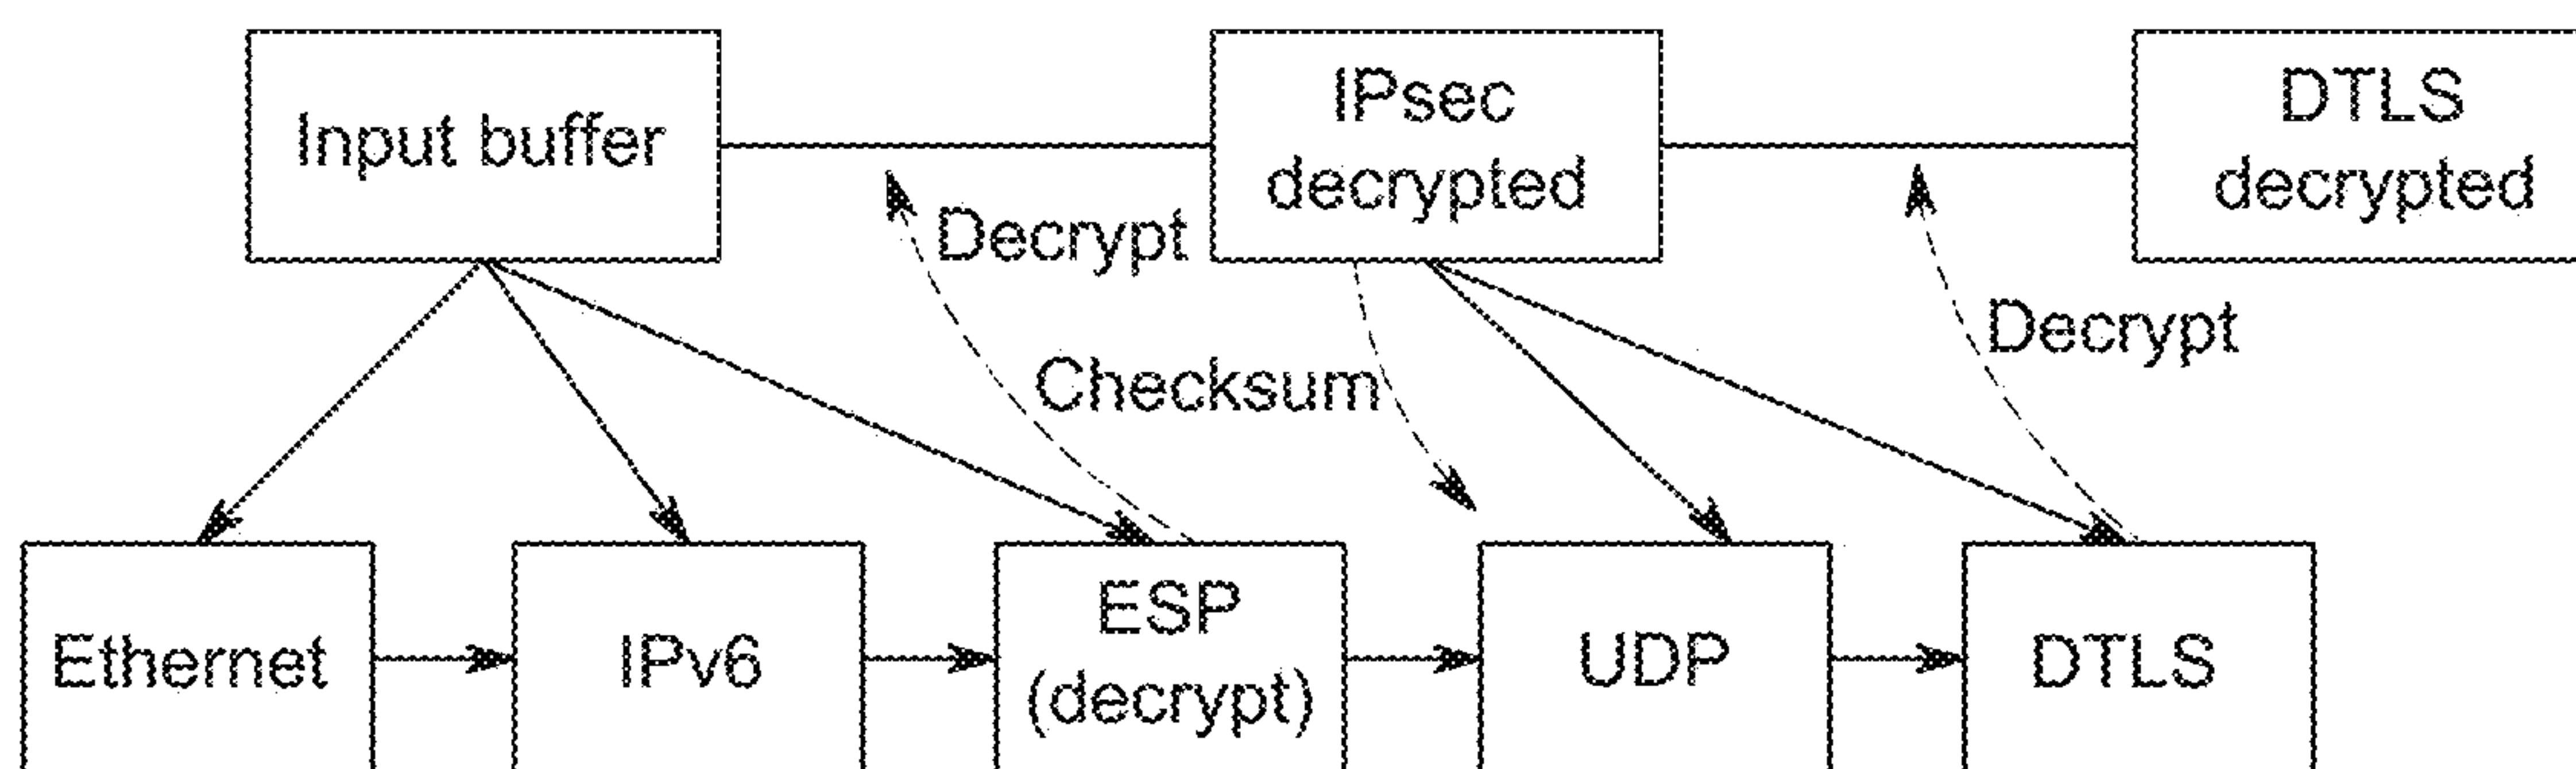 Input buffer
IPsec
decrypted
DTLS
decrypted
Decrypt
Decrypt
Checksum
Ethernet
IPv6
ESP
(decrypt)
UDP
DTLS